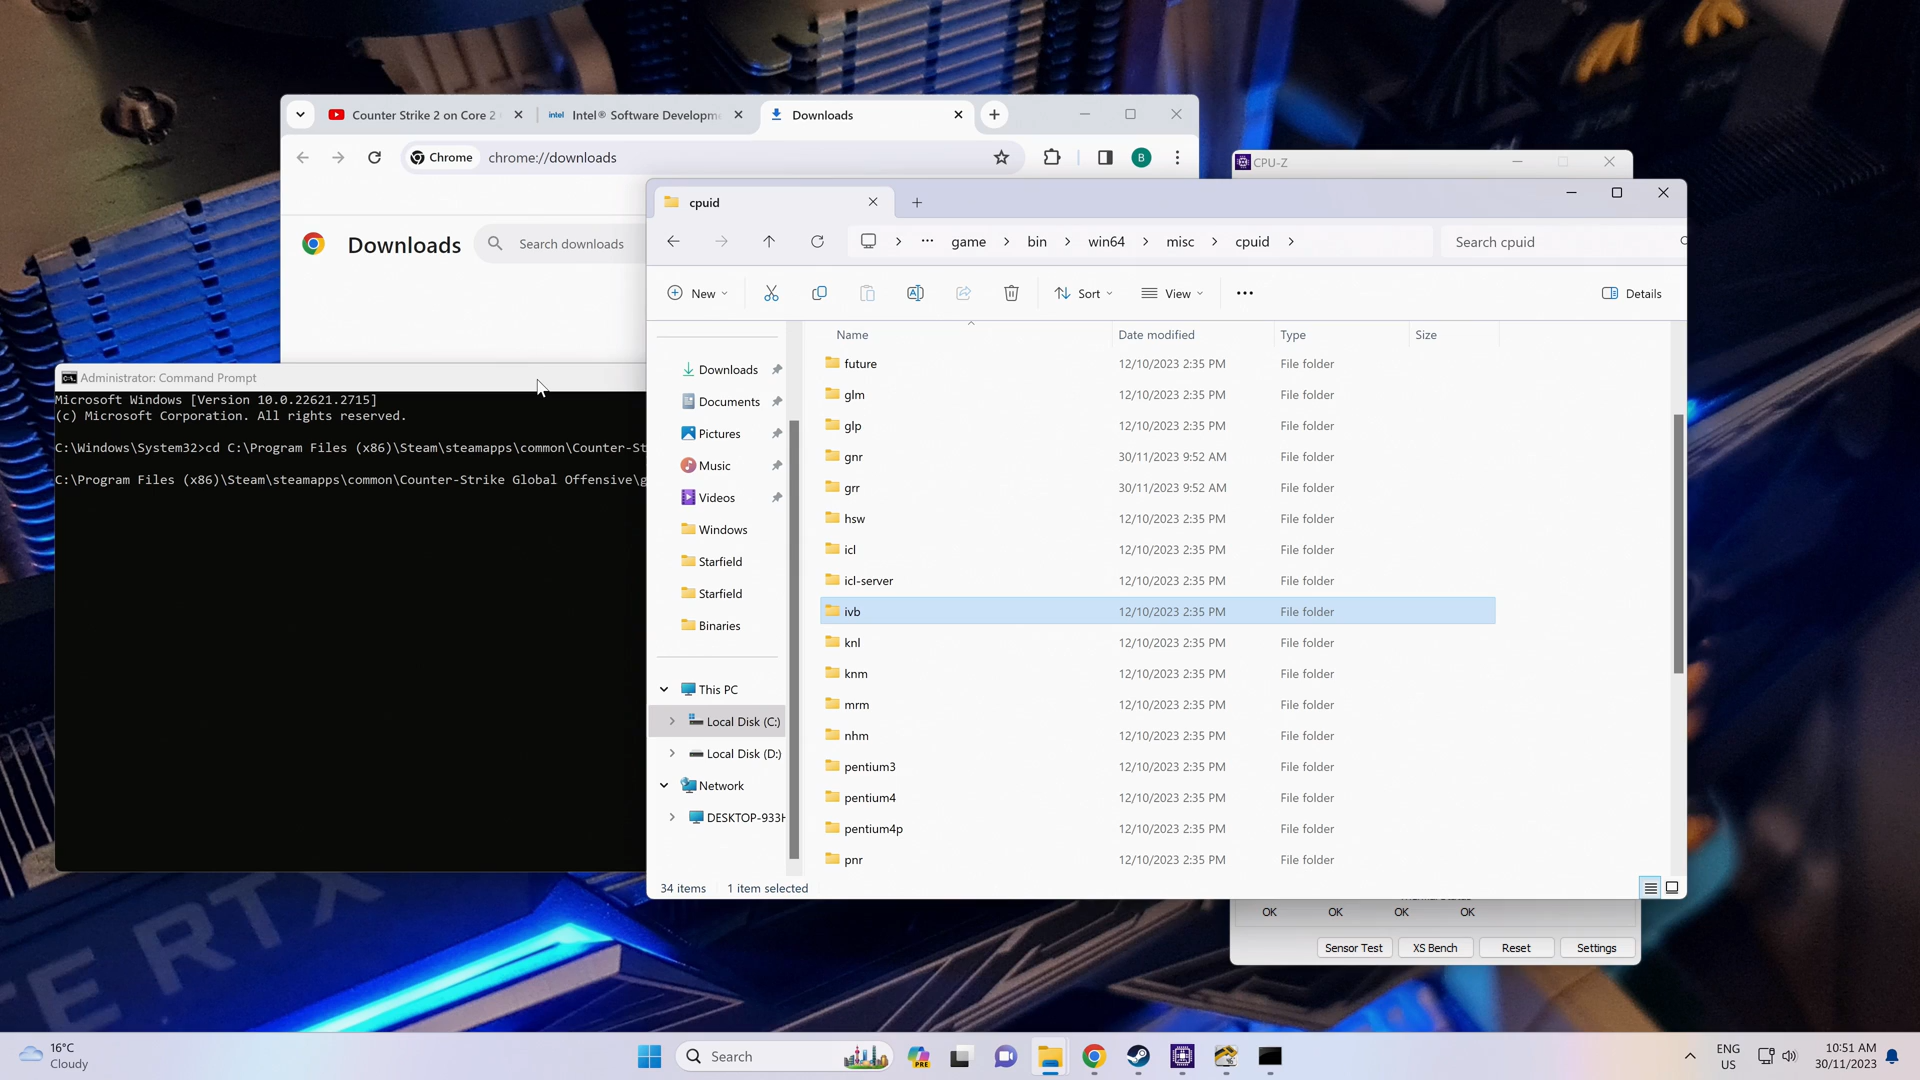 Counter Strike 2 on Core 2
Intel® Software Developm
Downloads
Chrome
chrome://downloads
B
CPU-Z
cpuid
Downloads
Search downloads
game
bin
win64
misc
cpuid
Search cpuid
New
Sort
View
Details
Name
Date modified
Type
Size
Administrator: Command Prompt
Microsoft Windows [Version 10.0.22621.2715]
(c) Microsoft Corporation. All rights reserved.
C:\Windows\System32>cd C:\Program Files (x86)\Steam\steamapps\common\Counter-St
C:\Program Files (x86)\Steam\steamapps\common\Counter-Strike Global Offensive\g
Downloads
Documents
Pictures
Music
Videos
Windows
Starfield
Starfield
Binaries
This PC
Local Disk (C:)
Local Disk (D:)
Network
DESKTOP-933H
future 12/10/2023 2:35 PM File folder
glm 12/10/2023 2:35 PM File folder
glp 12/10/2023 2:35 PM File folder
gnr 30/11/2023 9:52 AM File folder
grr 30/11/2023 9:52 AM File folder
hsw 12/10/2023 2:35 PM File folder
icl 12/10/2023 2:35 PM File folder
icl-server 12/10/2023 2:35 PM File folder
ivb 12/10/2023 2:35 PM File folder
knl 12/10/2023 2:35 PM File folder
knm 12/10/2023 2:35 PM File folder
mrm 12/10/2023 2:35 PM File folder
nhm 12/10/2023 2:35 PM File folder
pentium3 12/10/2023 2:35 PM File folder
pentium4 12/10/2023 2:35 PM File folder
pentium4p 12/10/2023 2:35 PM File folder
pnr 12/10/2023 2:35 PM File folder
34 items
1 item selected
OK OK OK OK
Sensor Test
XS Bench
Reset
Settings
TE RTX
16°C
Cloudy
Search
PRE
ENG
US
10:51 AM
30/11/2023